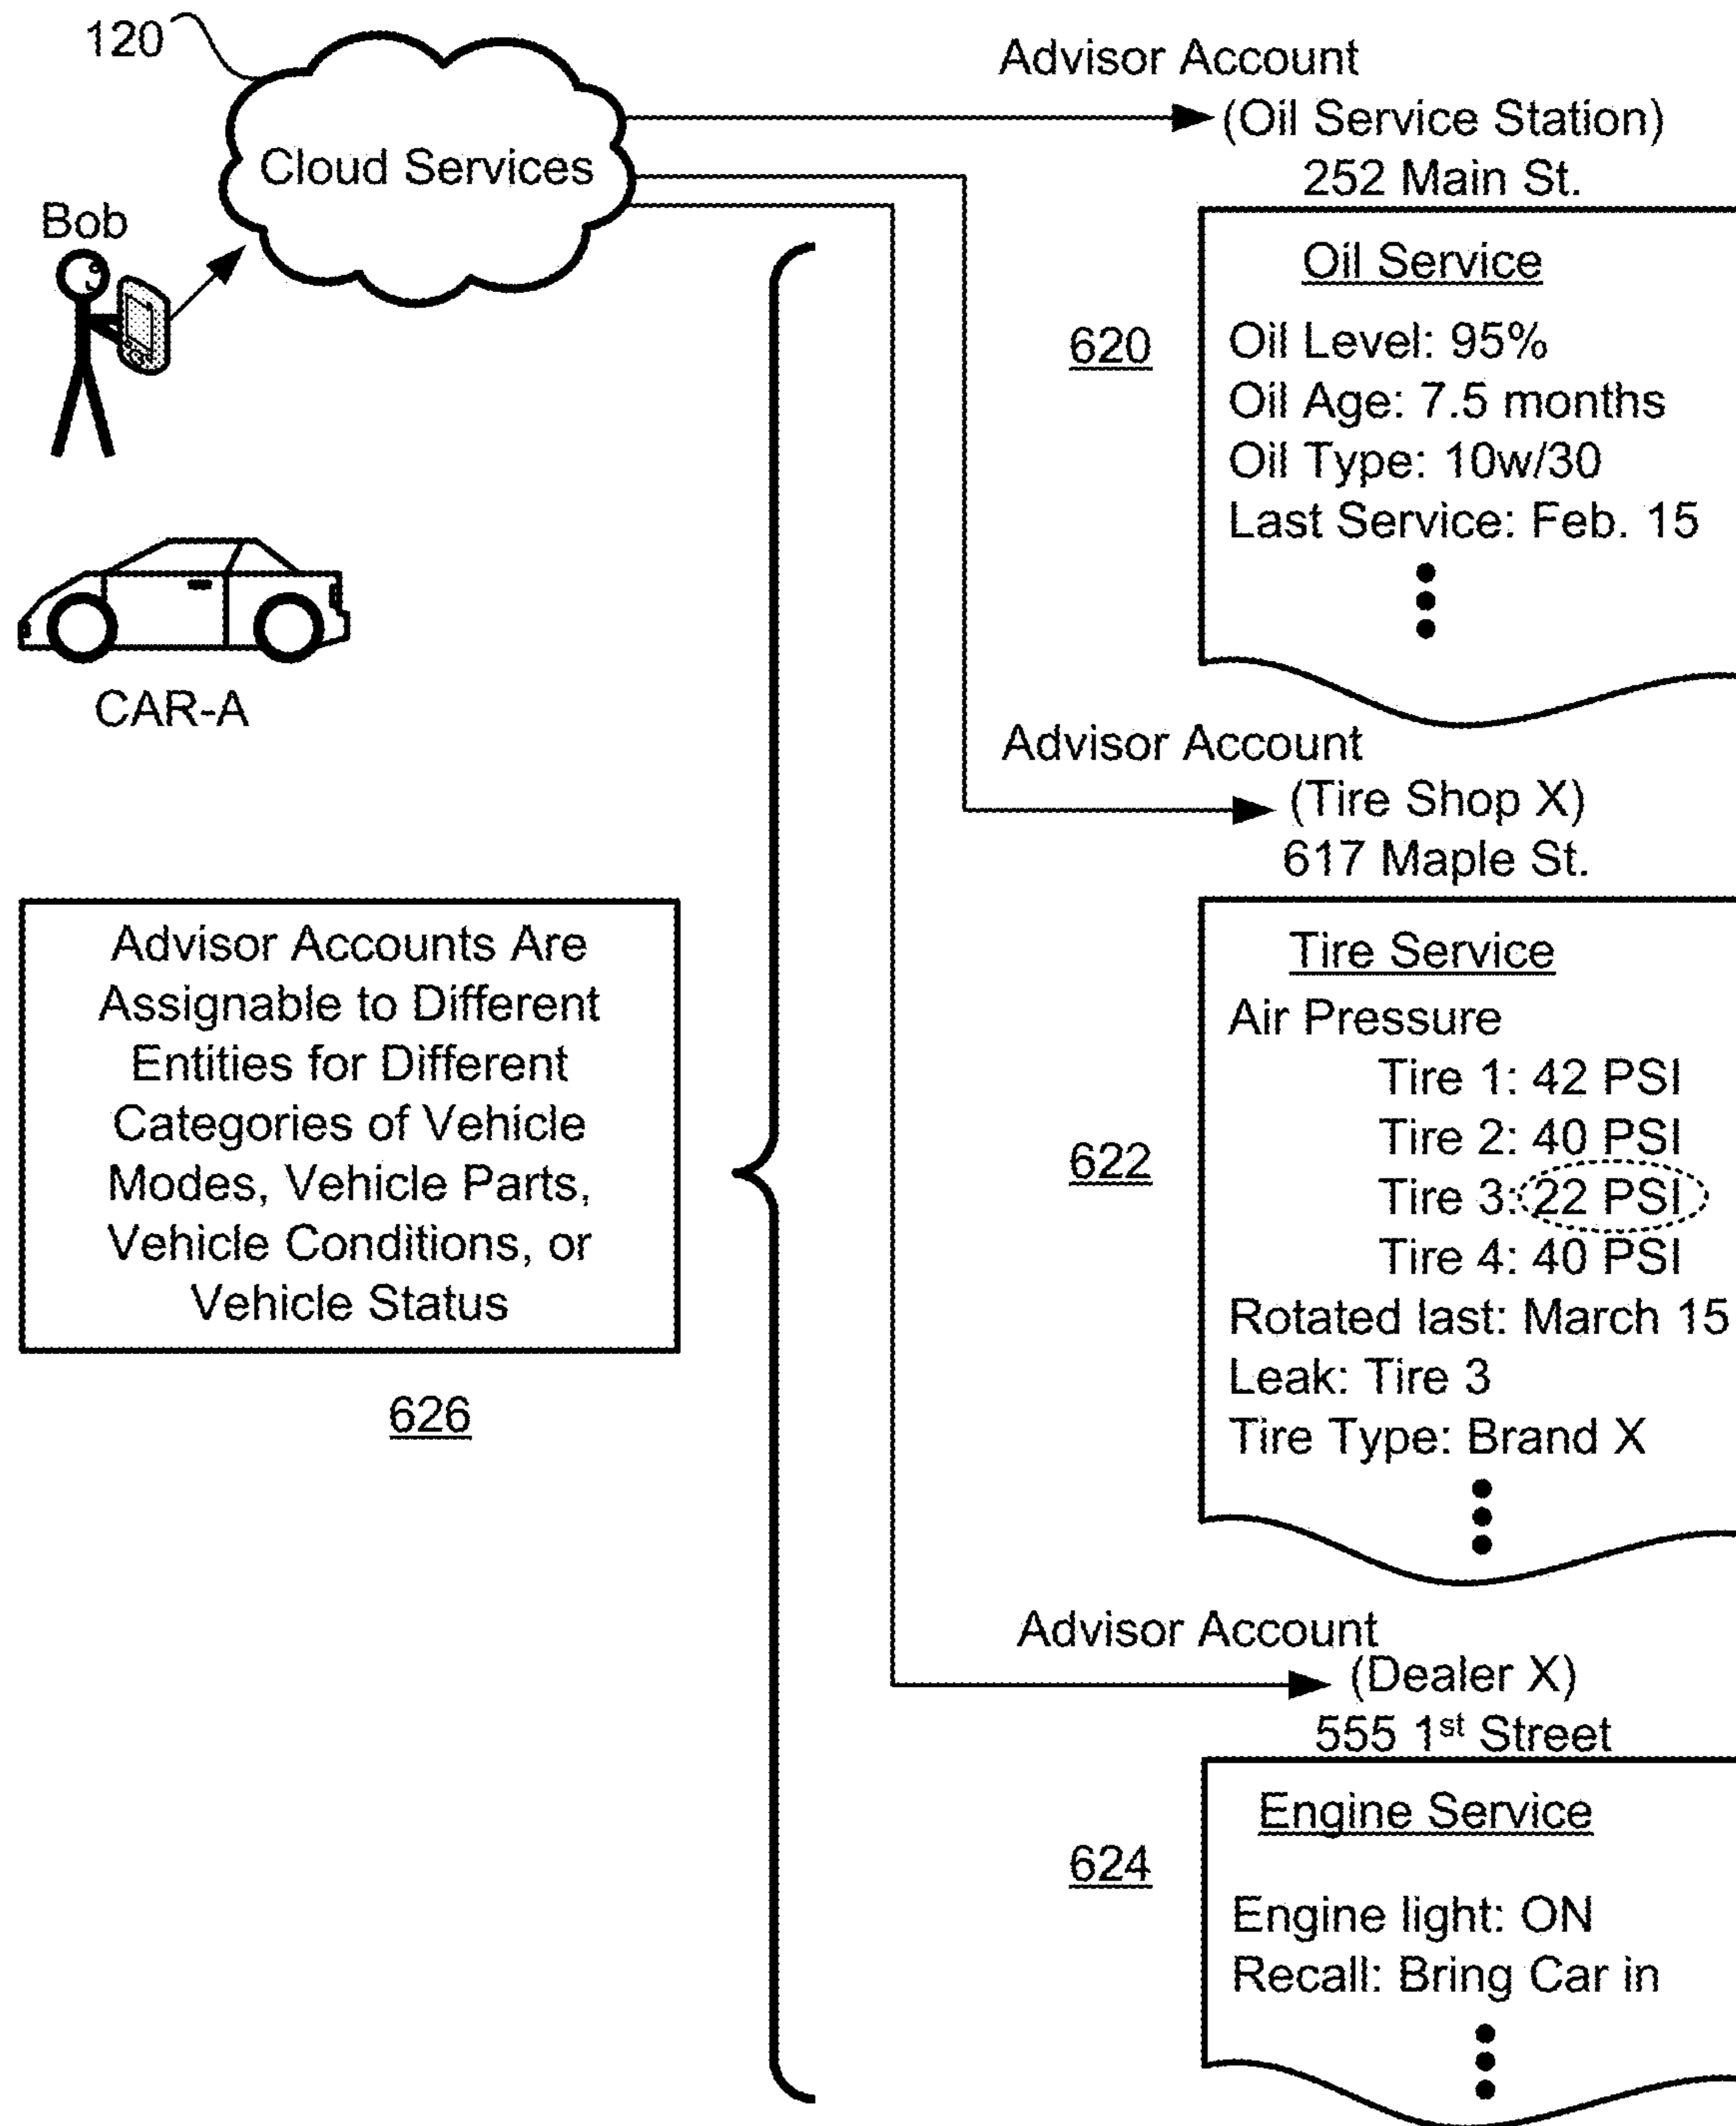 120
Cloud Services
Bob
CAR-A
Advisor Accounts Are
Assignable to Different
Entities for Different
Categories of Vehicle
Modes, Vehicle Parts,
Vehicle Conditions, or
Vehicle Status
626
Advisor Account
(Oil Service Station)
252 Main St.
620
Oil Service
Oil Level: 95%
Oil Age: 7.5 months
Oil Type: 10w/30
Last Service: Feb. 15
Advisor Account
(Tire Shop X)
617 Maple St.
622
Tire Service
Air Pressure
Tire 1: 42 PSI
Tire 2: 40 PSI
Tire 3: 22 PSI
Tire 4: 40 PSI
Rotated last: March 15
Leak: Tire 3
Tire Type: Brand X
Advisor Account
(Dealer X)
555 1st Street
624
Engine Service
Engine light: ON
Recall: Bring Car in